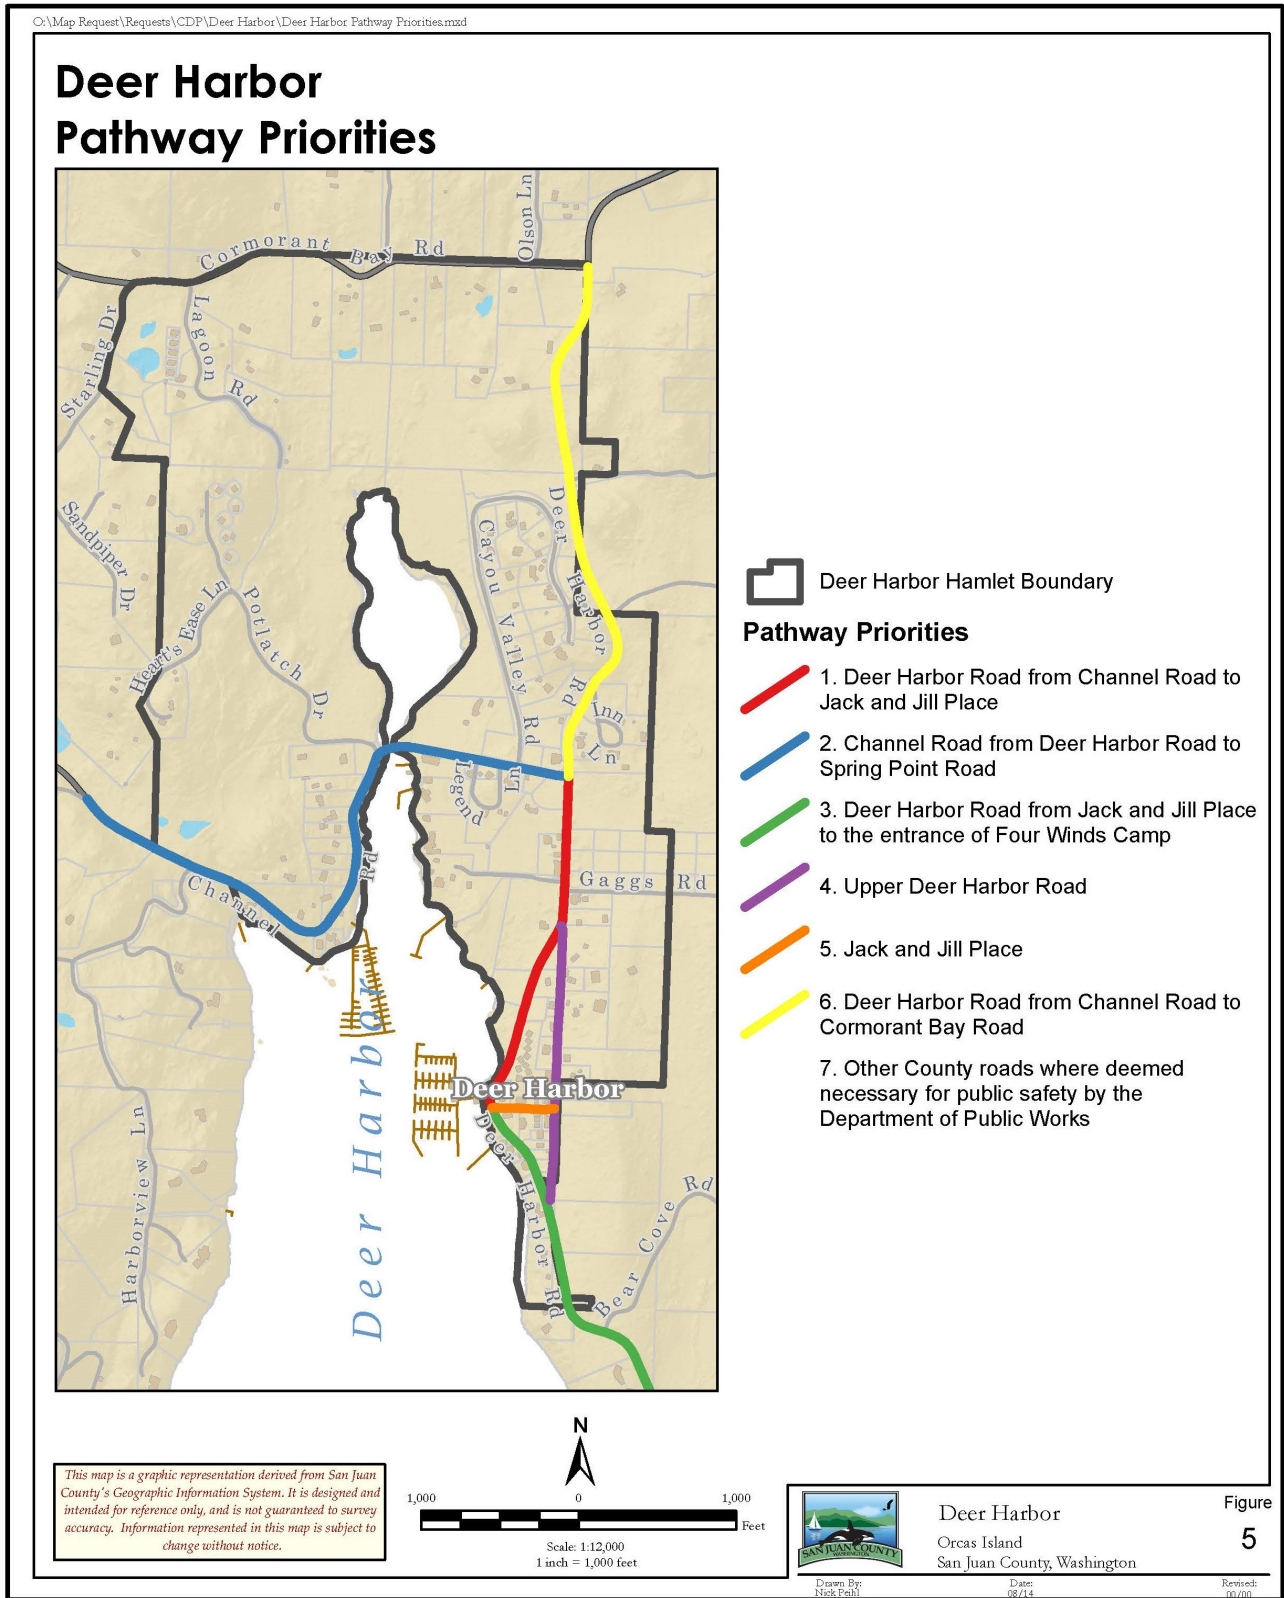 O:\Map Request\Requests\CDP\Deer Harbor\Deer Harbor Pathway Priorities.mxd
Deer Harbor
Pathway Priorities
Cormorant Bay Rd
Olson Ln
Starling Dr
Lagoon Rd
Sandpiper Dr
Heart's Ease Ln
Potlatch Dr
Cayou Valley Rd
Deer Harbor Rd
Inn Ln
Legend Ln
Channel Rd
Gaggs Rd
Deer Harbor
Deer Harbor
Deer Harbor Rd
Harborview Ln
Bear Cove Rd
Deer Harbor Hamlet Boundary
Pathway Priorities
1. Deer Harbor Road from Channel Road to
Jack and Jill Place
2. Channel Road from Deer Harbor Road to
Spring Point Road
3. Deer Harbor Road from Jack and Jill Place
to the entrance of Four Winds Camp
4. Upper Deer Harbor Road
5. Jack and Jill Place
6. Deer Harbor Road from Channel Road to
Cormorant Bay Road
7. Other County roads where deemed
necessary for public safety by the
Department of Public Works
This map is a graphic representation derived from San Juan
County's Geographic Information System. It is designed and
intended for reference only, and is not guaranteed to survey
accuracy. Information represented in this map is subject to
change without notice.
N
1,000 0 1,000
Feet
Scale: 1:12,000
1 inch = 1,000 feet
SAN JUAN COUNTY
WASHINGTON
Deer Harbor
Orcas Island
San Juan County, Washington
Figure
5
Drawn By:
Nick Peihl
Date:
08/14
Revised:
00/00